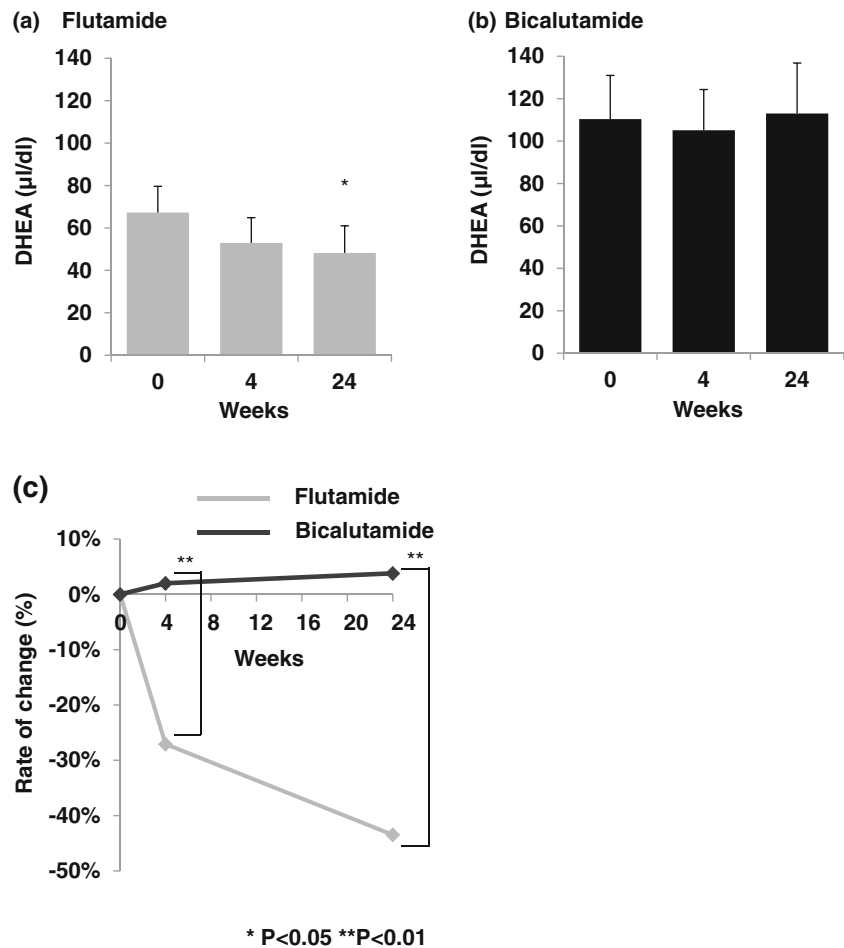 (a) Flutamide
140
120
100
80
60
40
20
0
DHEA (µl/dl)
*
0 4 24
Weeks
(b) Bicalutamide
140
120
100
80
60
40
20
0
DHEA (µl/dl)
0 4 24
Weeks
(c)
Flutamide
Bicalutamide
10%
0%
-10%
-20%
-30%
-40%
-50%
Rate of change (%)
**
**
0 4 8 12 16 20 24
Weeks
* P<0.05 **P<0.01